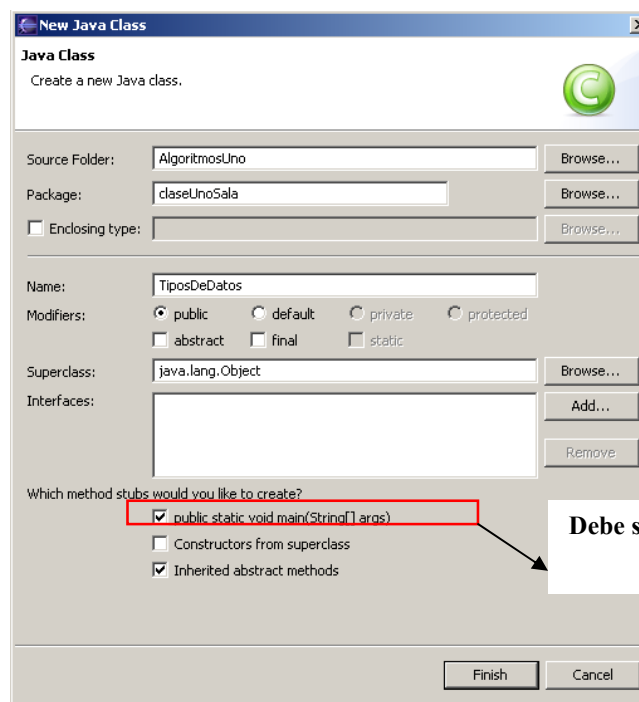 New Java Class
Java Class
Create a new Java class.
C
Source Folder: AlgoritmosUno Browse...
Package: claseUnoSala Browse...
Enclosing type: Browse...
Name: TiposDeDatos
Modifiers: public default private protected
abstract final static
Superclass: java.lang.Object Browse...
Interfaces: Add...
Remove
Which method stubs would you like to create?
public static void main(String[] args)
Debe s
Constructors from superclass
Inherited abstract methods
Finish Cancel